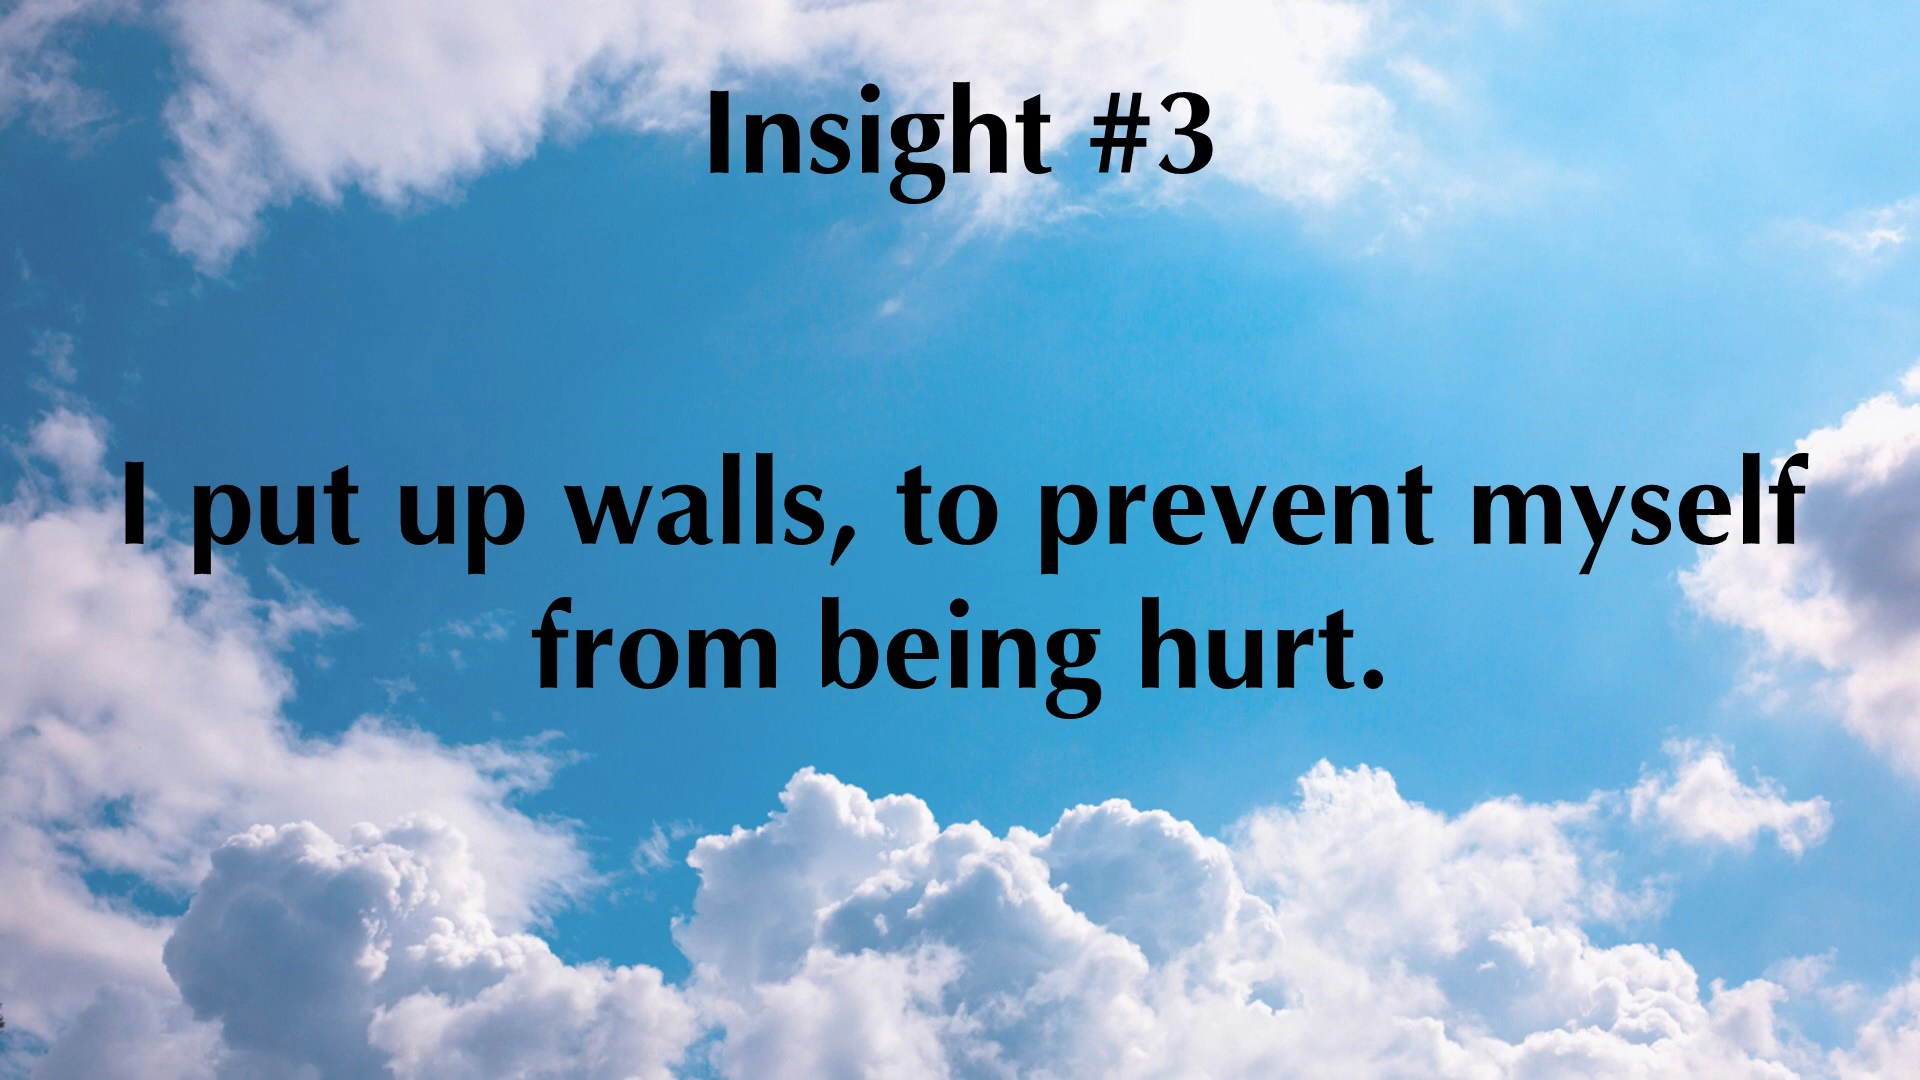 Insight #3
I put up walls, to prevent myself
from being hurt.